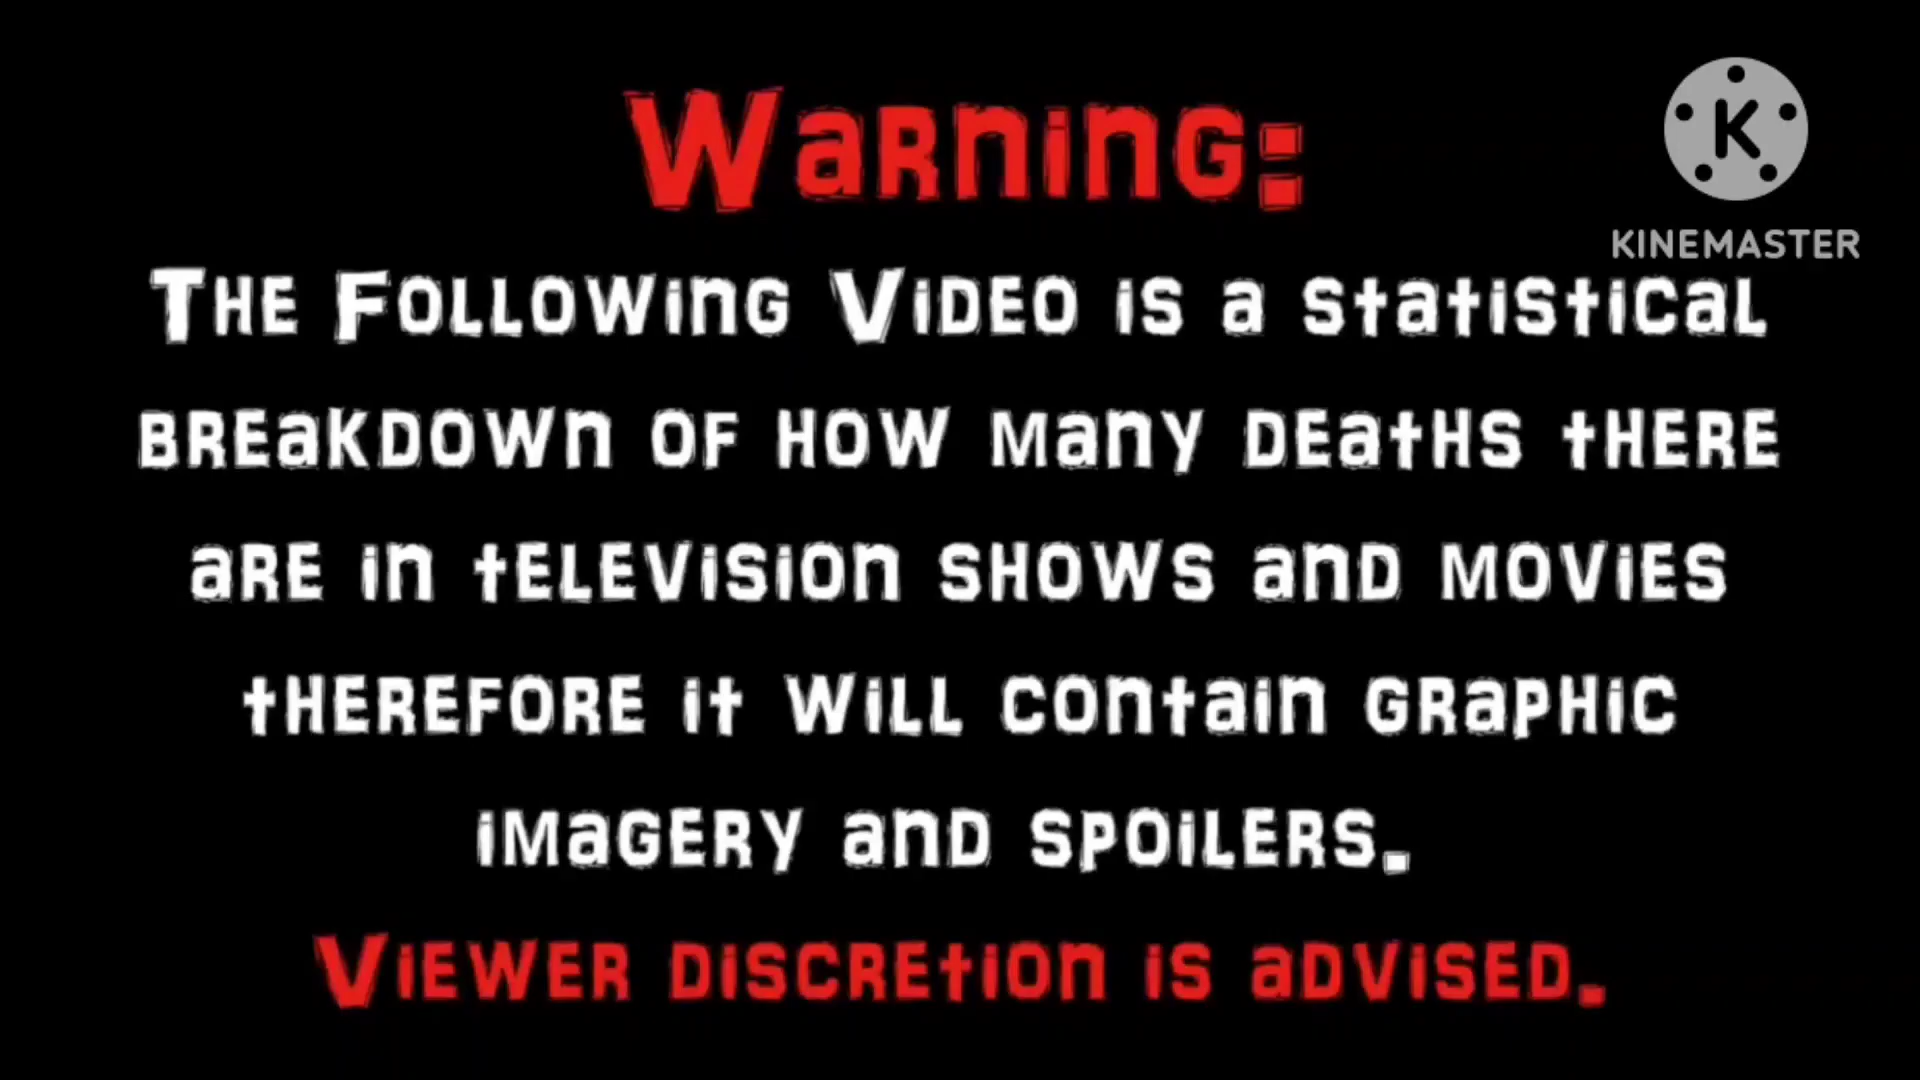 Warning:
K
KINEMASTER
The Following Video is a statistical
breakdown of how many deaths there
are in television shows and movies
therefore it will contain graphic
imagery and spoilers.
Viewer discretion is advised.